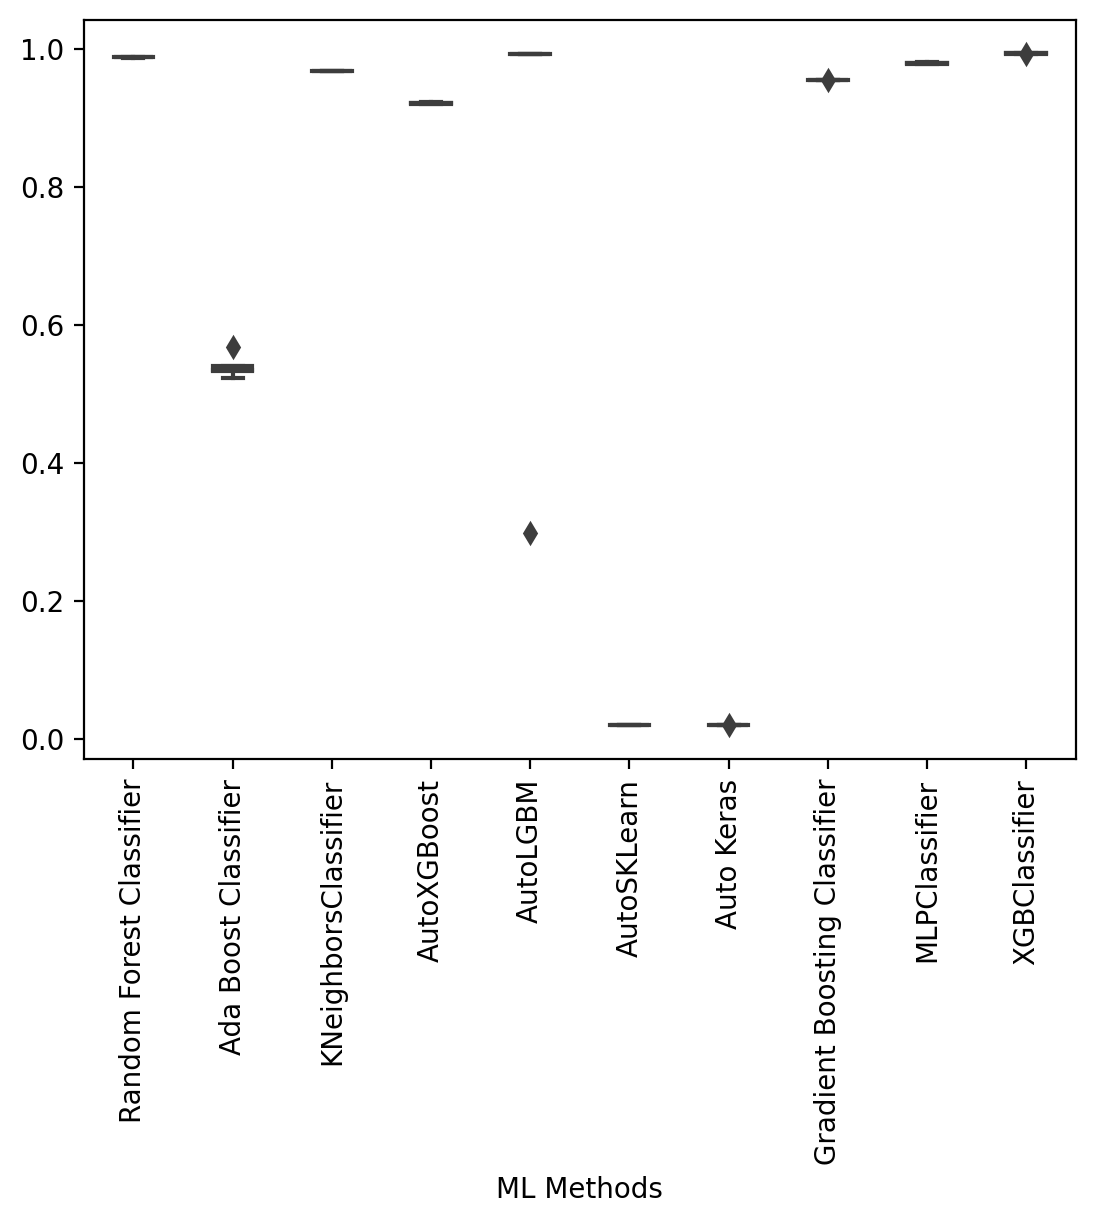 1.0
0.8
0.6
0.4
0.2
0.0
Random Forest Classifier
Ada Boost Classifier
KNeighborsClassifier
AutoXGBoost
AutoLGBM
AutoSKLearn
Auto Keras
Gradient Boosting Classifier
MLPClassifier
XGBClassifier
ML Methods